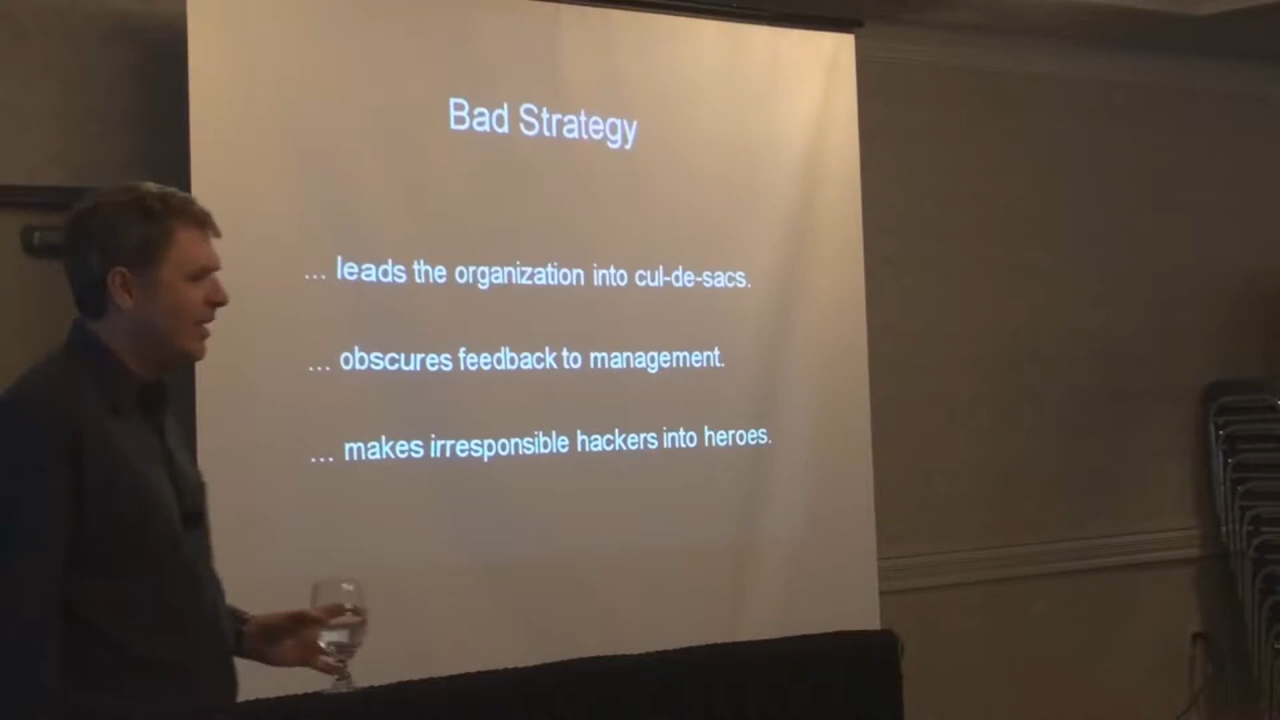 Bad Strategy
... leads the organization into cul-de-sacs.
... obscures feedback to management.
... makes irresponsible hackers into heroes.